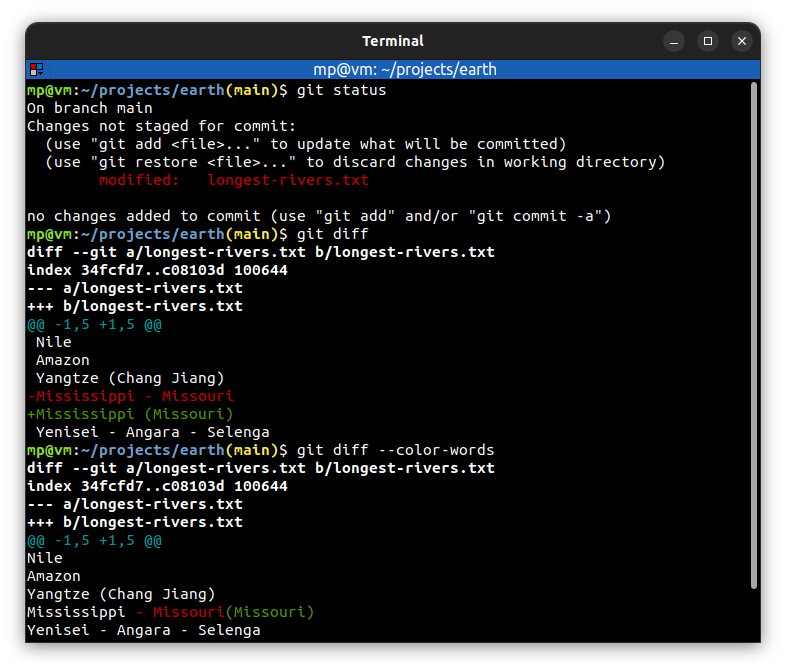 Terminal
mp@vm: ~/projects/earth
mp@vm:~/projects/earth(main)$ git status
On branch main
Changes not staged for commit:
  (use "git add <file>..." to update what will be committed)
  (use "git restore <file>..." to discard changes in working directory)
        modified:   longest-rivers.txt

no changes added to commit (use "git add" and/or "git commit -a")
mp@vm:~/projects/earth(main)$ git diff
diff --git a/longest-rivers.txt b/longest-rivers.txt
index 34fcfd7..c08103d 100644
--- a/longest-rivers.txt
+++ b/longest-rivers.txt
@@ -1,5 +1,5 @@
 Nile
 Amazon
 Yangtze (Chang Jiang)
-Mississippi - Missouri
+Mississippi (Missouri)
 Yenisei - Angara - Selenga
mp@vm:~/projects/earth(main)$ git diff --color-words
diff --git a/longest-rivers.txt b/longest-rivers.txt
index 34fcfd7..c08103d 100644
--- a/longest-rivers.txt
+++ b/longest-rivers.txt
@@ -1,5 +1,5 @@
Nile
Amazon
Yangtze (Chang Jiang)
Mississippi - Missouri(Missouri)
Yenisei - Angara - Selenga